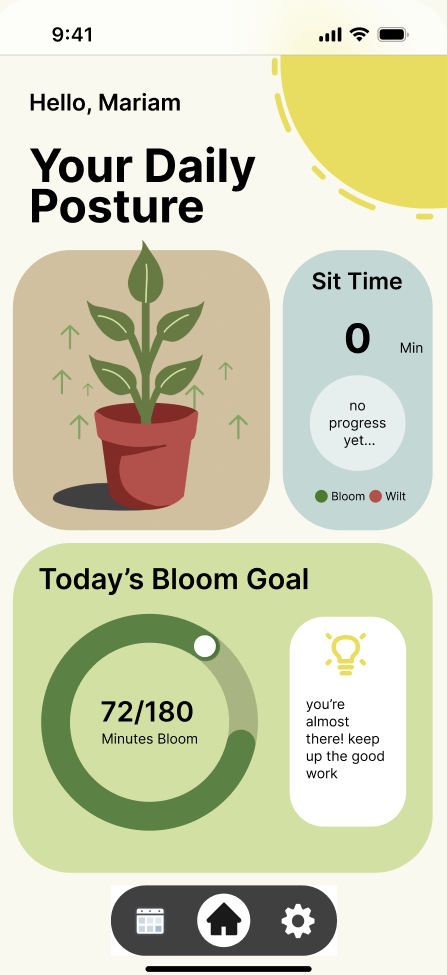 9:41
Hello, Mariam
Your Daily
Posture
Sit Time
0 Min
no
progress
yet...
Bloom Wilt
Today's Bloom Goal
72/180
Minutes Bloom
you're
almost
there! keep
up the good
work